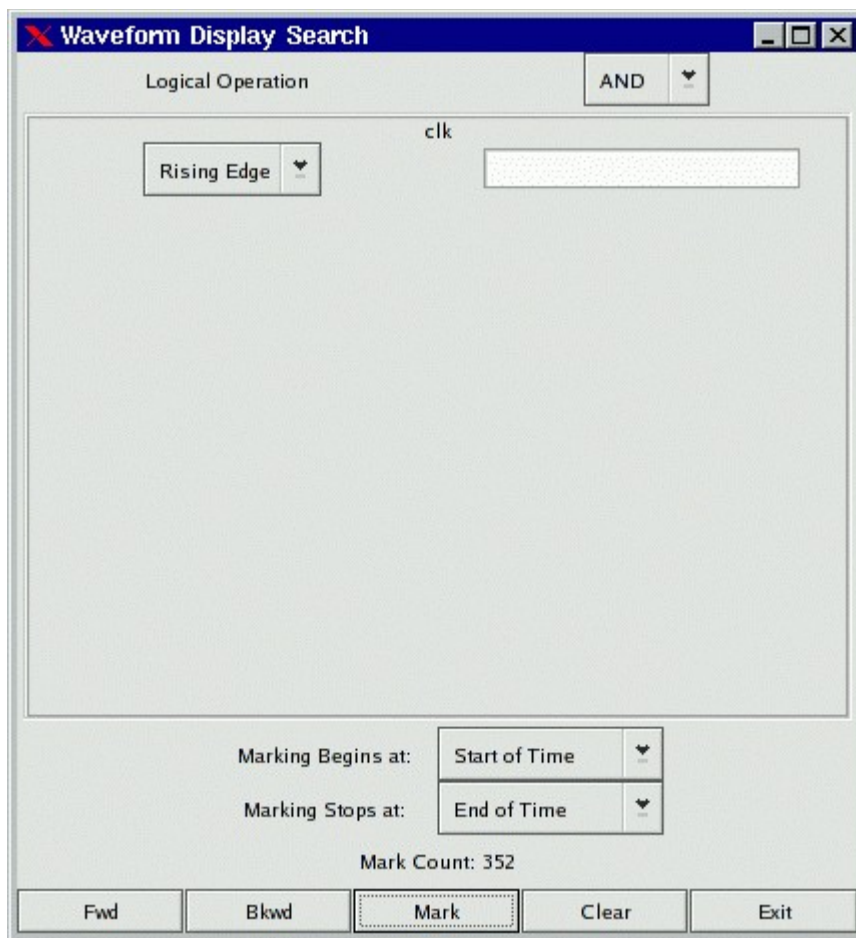 Waveform Display Search
Logical Operation AND
clk
Rising Edge
Marking Begins at: Start of Time
Marking Stops at: End of Time
Mark Count: 352
Fwd Bkwd Mark Clear Exit